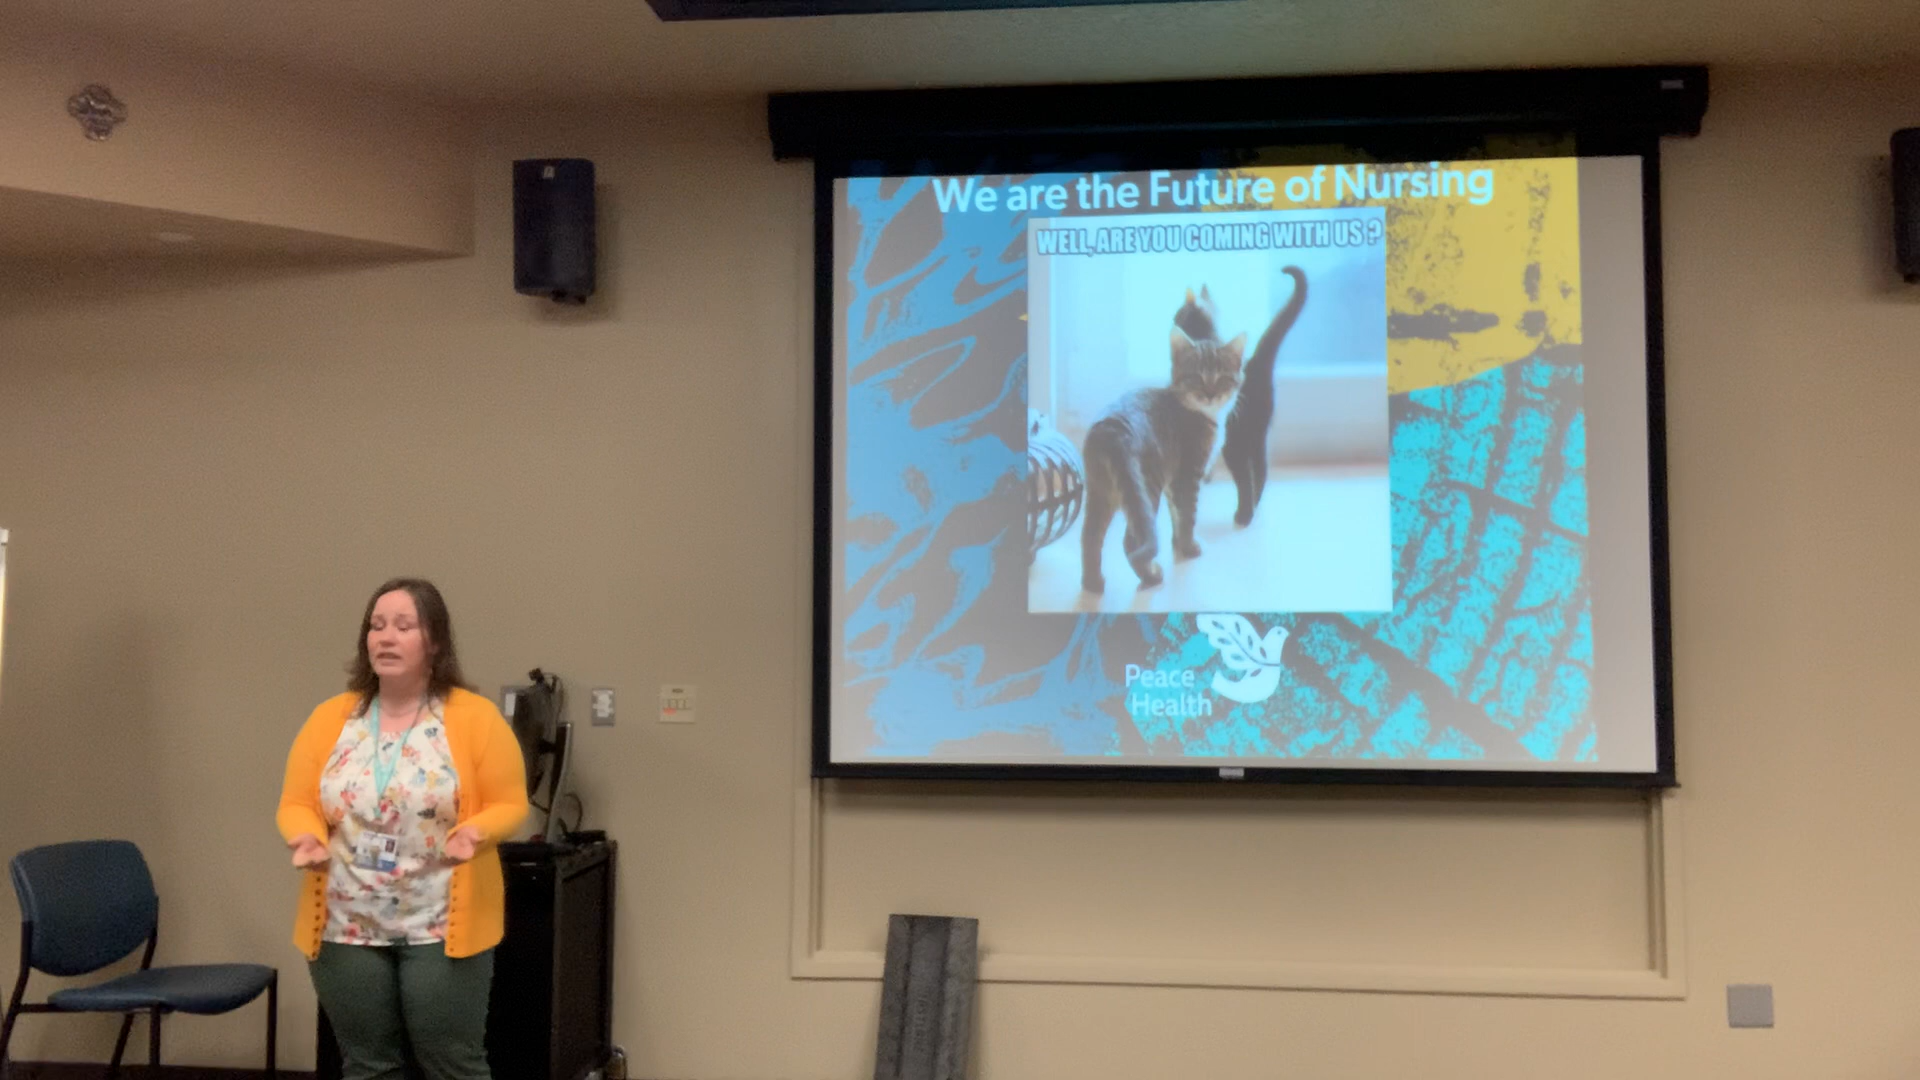 We are the Future of Nursing
WELL, ARE YOU COMING WITH US ?
Peace
Health